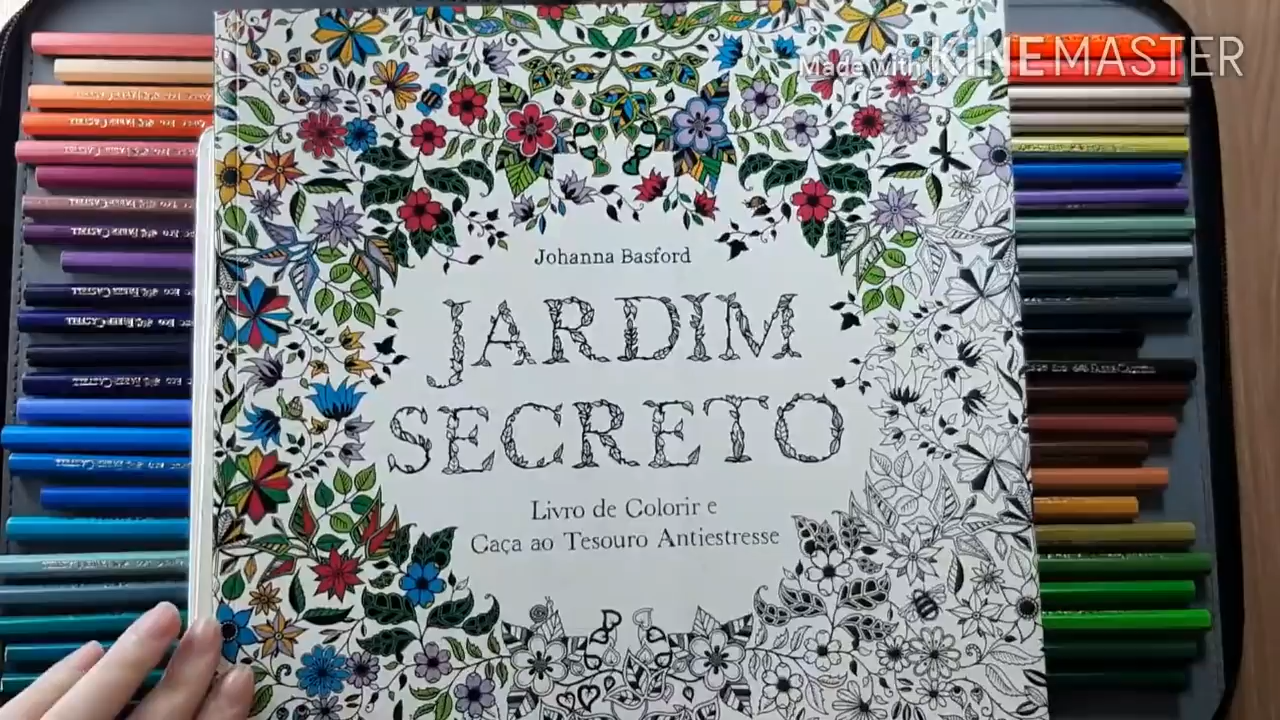 Made with KINEMASTER
Johanna Basford
JARDIM
SECRETO
Livro de Colorir e
Caça ao Tesouro Antiestresse